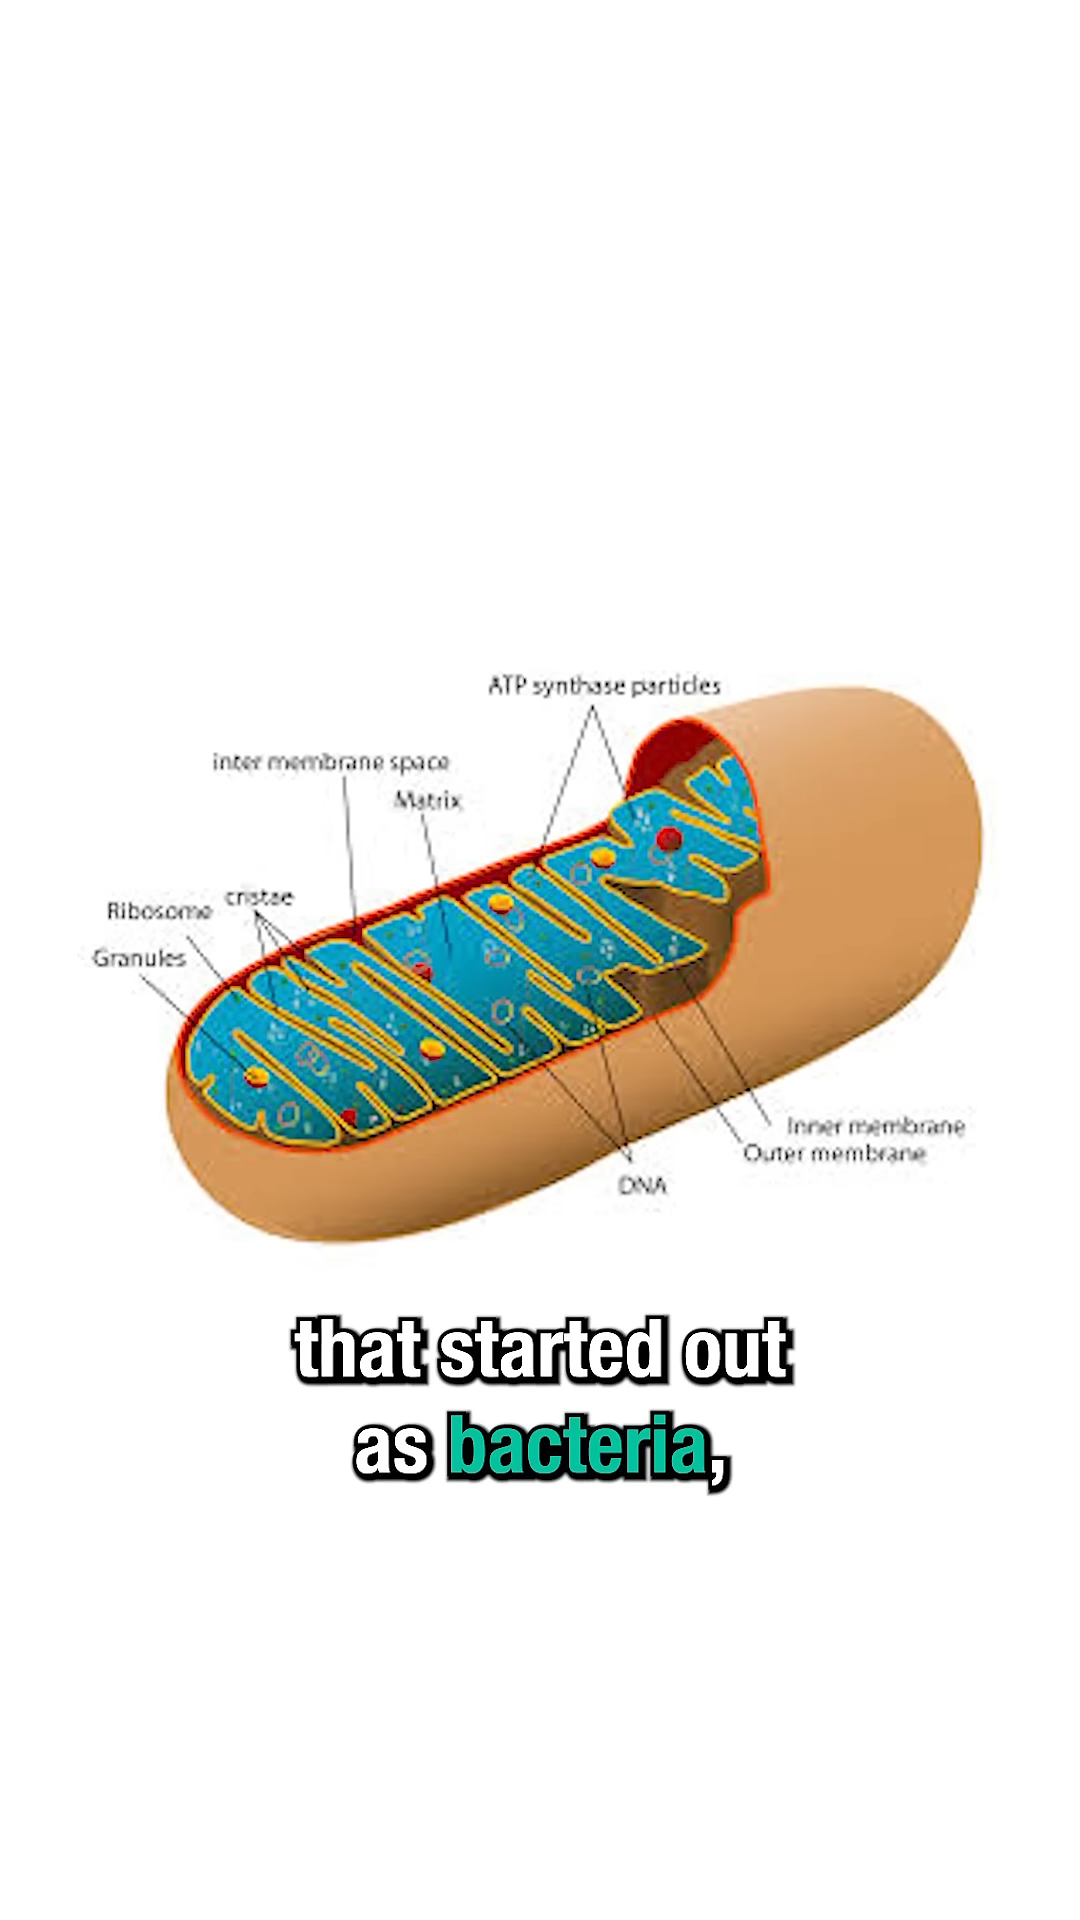 ATP synthase particles
inter membrane space
Matrix
cristae
Ribosome
Granules
Inner membrane
Outer membrane
DNA
that started out
as bacteria,